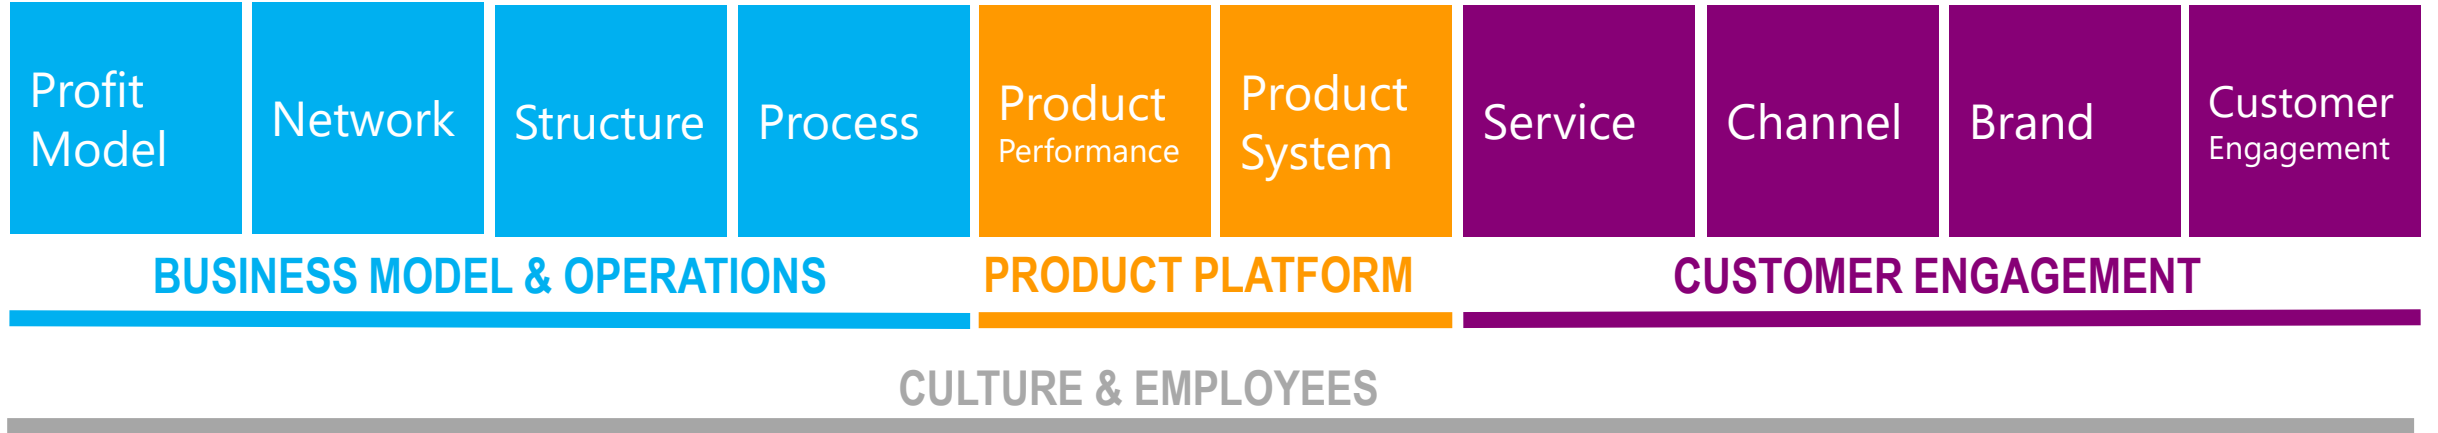 Profit
Model
Network
Structure
Process
Product
Performance
Product
System
Service
Channel
Brand
Customer
Engagement
BUSINESS MODEL & OPERATIONS
PRODUCT PLATFORM
CUSTOMER ENGAGEMENT
CULTURE & EMPLOYEES